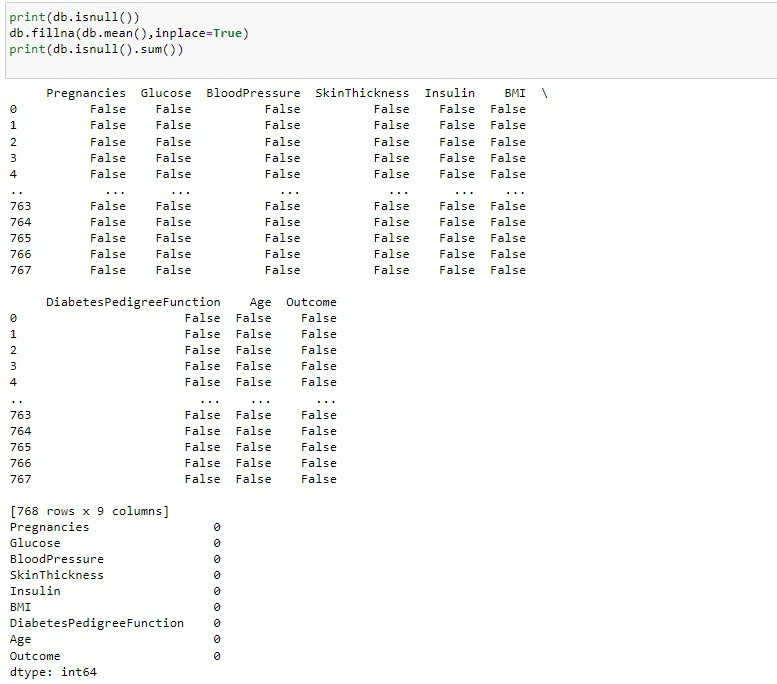 print(db.isnull())
db.fillna(db.mean(),inplace=True)
print(db.isnull().sum())
Pregnancies Glucose BloodPressure SkinThickness Insulin BMI \
0 False False False False False False
1 False False False False False False
2 False False False False False False
3 False False False False False False
4 False False False False False False
.. ... ... ... ... ... ...
763 False False False False False False
764 False False False False False False
765 False False False False False False
766 False False False False False False
767 False False False False False False
DiabetesPedigreeFunction Age Outcome
0 False False False
1 False False False
2 False False False
3 False False False
4 False False False
.. ... ... ...
763 False False False
764 False False False
765 False False False
766 False False False
767 False False False
[768 rows x 9 columns]
Pregnancies 0
Glucose 0
BloodPressure 0
SkinThickness 0
Insulin 0
BMI 0
DiabetesPedigreeFunction 0
Age 0
Outcome 0
dtype: int64